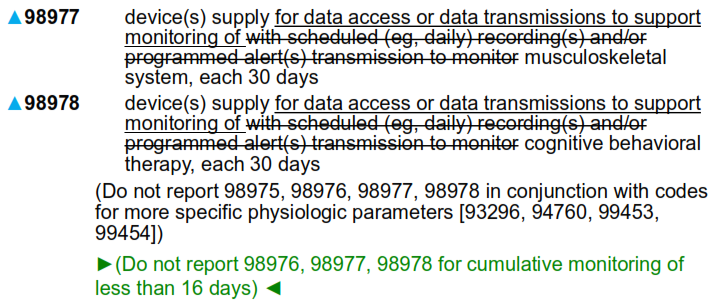 ▲98977 device(s) supply for data access or data transmissions to support
monitoring of with scheduled (eg, daily) recording(s) and/or
programmed alert(s) transmission to monitor musculoskeletal
system, each 30 days
▲98978 device(s) supply for data access or data transmissions to support
monitoring of with scheduled (eg, daily) recording(s) and/or
programmed alert(s) transmission to monitor cognitive behavioral
therapy, each 30 days
(Do not report 98975, 98976, 98977, 98978 in conjunction with codes
for more specific physiologic parameters [93296, 94760, 99453,
99454])
►(Do not report 98976, 98977, 98978 for cumulative monitoring of
less than 16 days) ◄